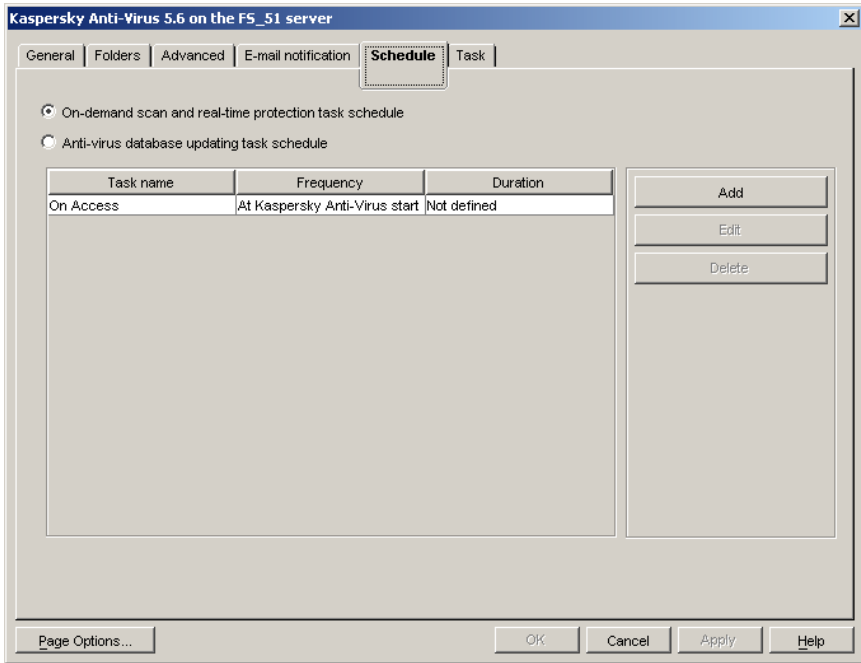 Kaspersky Anti-Virus 5.6 on the FS_51 server
General Folders Advanced E-mail notification Schedule Task
On-demand scan and real-time protection task schedule
Anti-virus database updating task schedule
Task name Frequency Duration
On Access At Kaspersky Anti-Virus start Not defined
Add
Edit
Delete
Page Options... OK Cancel Apply Help